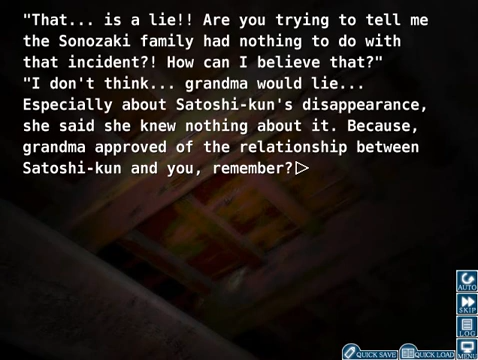 "That... is a lie!! Are you trying to tell me
the Sonozaki family had nothing to do with
that incident?! How can I believe that?"
"I don't think... grandma would lie...
Especially about Satoshi-kun's disappearance,
she said she knew nothing about it. Because,
grandma approved of the relationship between
Satoshi-kun and you, remember?
AUTO
SKIP
LOG
QUICK SAVE QUICK LOAD MENU